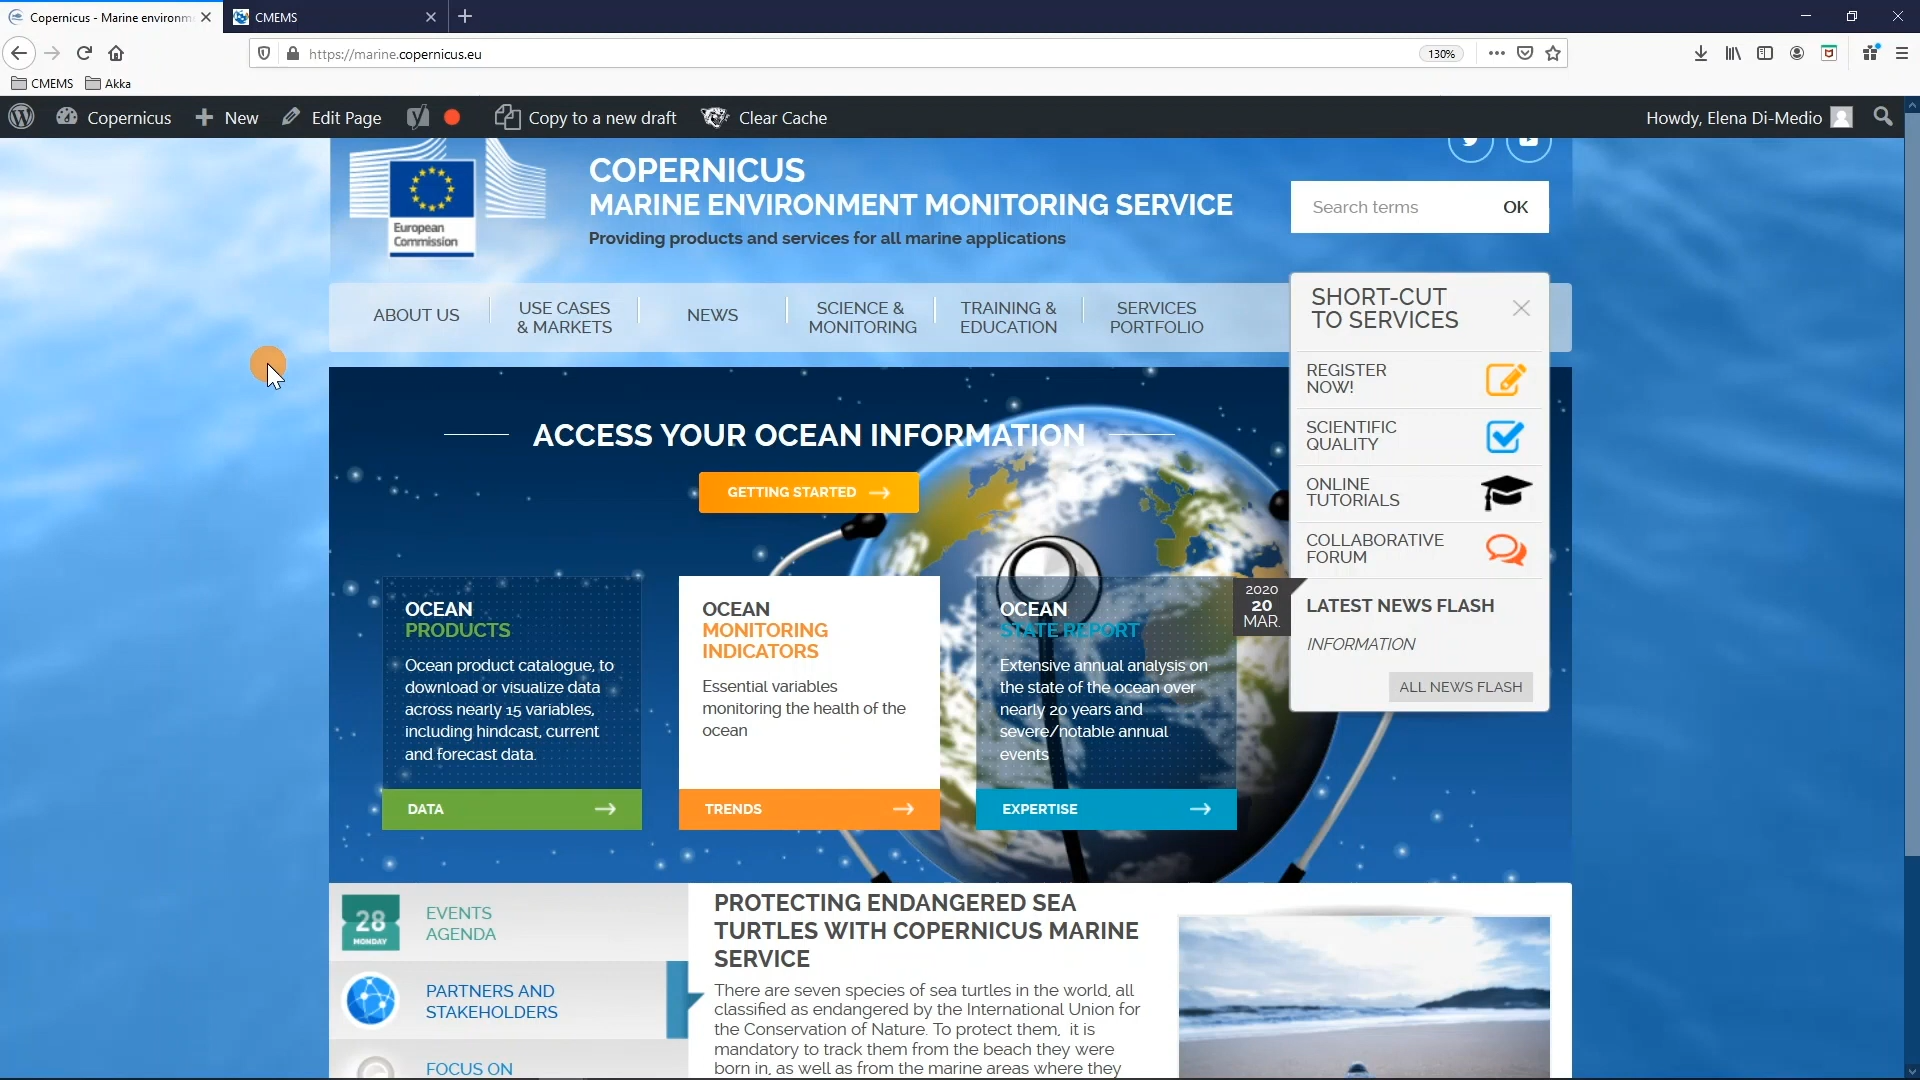 Copernicus - Marine environm
CMEMS
https://marine.copernicus.eu
130%
CMEMS
Akka
Copernicus
New
Edit Page
Copy to a new draft
Clear Cache
Howdy, Elena Di-Medio
European
Commission
COPERNICUS
MARINE ENVIRONMENT MONITORING SERVICE
Providing products and services for all marine applications
Search terms
OK
ABOUT US
USE CASES
& MARKETS
NEWS
SCIENCE &
MONITORING
TRAINING &
EDUCATION
SERVICES
PORTFOLIO
SHORT-CUT
TO SERVICES
REGISTER
NOW!
SCIENTIFIC
QUALITY
ONLINE
TUTORIALS
COLLABORATIVE
FORUM
2020
20
MAR.
LATEST NEWS FLASH
INFORMATION
ALL NEWS FLASH
ACCESS YOUR OCEAN INFORMATION
GETTING STARTED
OCEAN
PRODUCTS
Ocean product catalogue, to
download or visualize data
across nearly 15 variables,
including hindcast, current
and forecast data.
DATA
OCEAN
MONITORING
INDICATORS
Essential variables
monitoring the health of the
ocean
TRENDS
OCEAN
STATE REPORT
Extensive annual analysis on
the state of the ocean over
nearly 20 years and
severe/notable annual
events
EXPERTISE
28
MONDAY
EVENTS
AGENDA
PARTNERS AND
STAKEHOLDERS
FOCUS ON
PROTECTING ENDANGERED SEA
TURTLES WITH COPERNICUS MARINE
SERVICE
There are seven species of sea turtles in the world, all
classified as endangered by the International Union for
the Conservation of Nature. To protect them, it is
mandatory to track them from the beach they were
born in, as well as from the marine areas where they